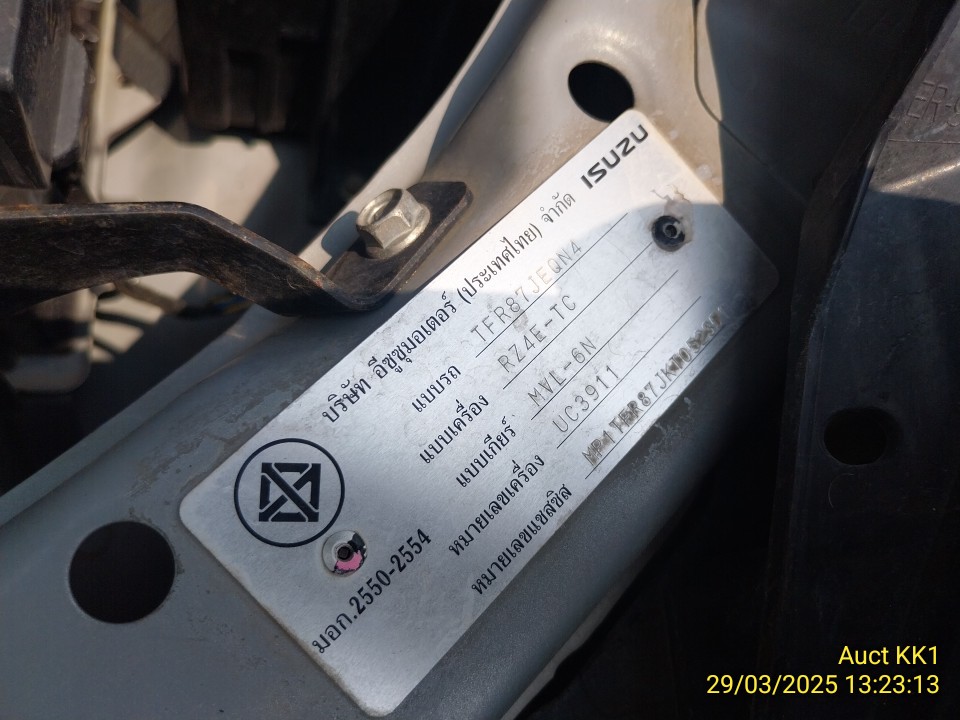 ISUZU
บริษัท อีซูซุมอเตอร์ (ประเทศไทย) จำกัด
แบบรถ TFR87JEQN4
แบบเครื่อง RZ4E-TC
แบบเกียร์ MVL-6N
หมายเลขเครื่อง UC3911
หมายเลขแชสซิส
มอก.2550-2554
Auct KK1
29/03/2025 13:23:13